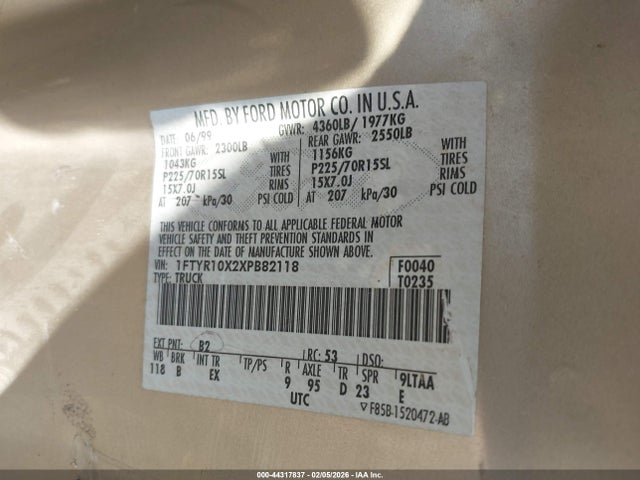 MFD. BY FORD MOTOR CO. IN U.S.A.
DATE: 06/99 GVWR: 4360LB/ 1977KG
FRONT GAWR: 2300LB REAR GAWR: 2550LB
1043KG WITH 1156KG WITH
P225/70R15SL TIRES P225/70R15SL TIRES
15X7.0J RIMS 15X7.0J RIMS
AT 207 kPa/30 PSI COLD AT 207 kPa/30 PSI COLD
THIS VEHICLE CONFORMS TO ALL APPLICABLE FEDERAL MOTOR
VEHICLE SAFETY AND THEFT PREVENTION STANDARDS IN
EFFECT ON THE DATE OF MANUFACTURE SHOWN ABOVE.
VIN: 1FTYR10X2XPB82118 F0040
TYPE: TRUCK T0235
EXT PNT: B2 RC: 53 DSO:
WB BRK INT TR TP/PS R AXLE TR SPR 9LTAA
118 B EX 9 95 D 23 E
UTC
F85B-1520472-AB
000-44317837 - 02/05/2026 - IAA Inc.